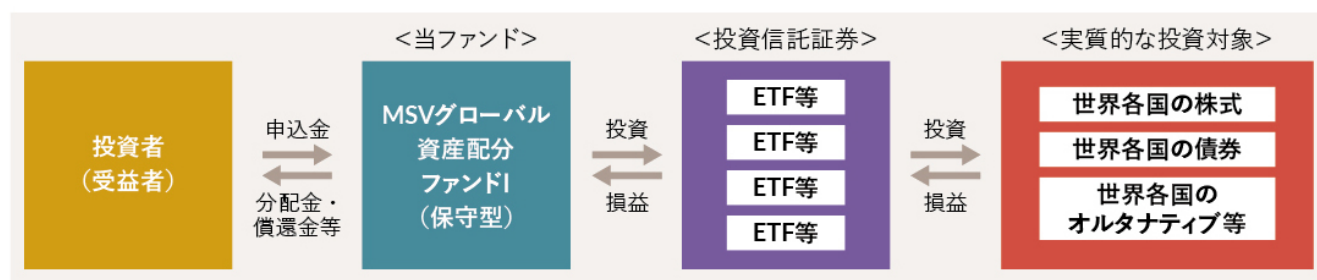 <当ファンド>
<投資信託証券>
<実質的な投資対象>
投資者
（受益者）
申込金
分配金・
償還金等
MSVグローバル
資産配分
ファンドI
（保守型）
投資
損益
ETF等
ETF等
ETF等
ETF等
投資
損益
世界各国の株式
世界各国の債券
世界各国の
オルタナティブ等